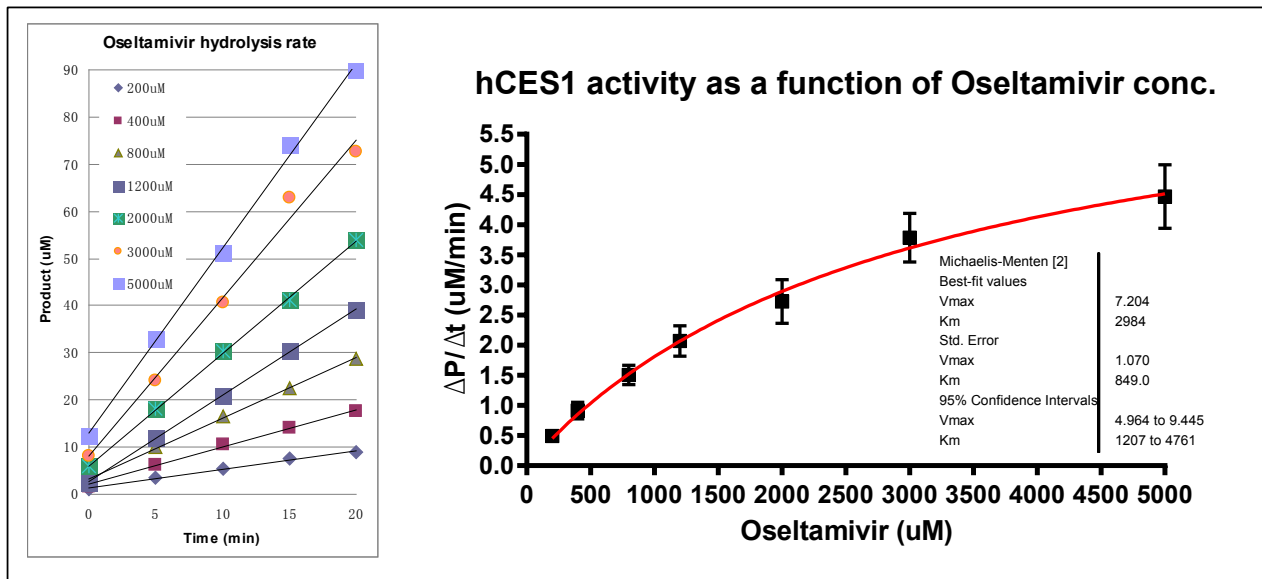 Oseltamivir hydrolysis rate
90
80
70
60
50
40
30
20
10
0
Product (uM)
200uM
400uM
800uM
1200uM
2000uM
3000uM
5000uM
0 5 10 15 20
Time (min)
hCES1 activity as a function of Oseltamivir conc.
5.5
5.0
4.5
4.0
3.5
3.0
2.5
2.0
1.5
1.0
0.5
0.0
ΔP/Δt (uM/min)
Michaelis-Menten [2]
Best-fit values
Vmax 7.204
Km 2984
Std. Error
Vmax 1.070
Km 849.0
95% Confidence Intervals
Vmax 4.964 to 9.445
Km 1207 to 4761
0 500 1000 1500 2000 2500 3000 3500 4000 4500 5000
Oseltamivir (uM)